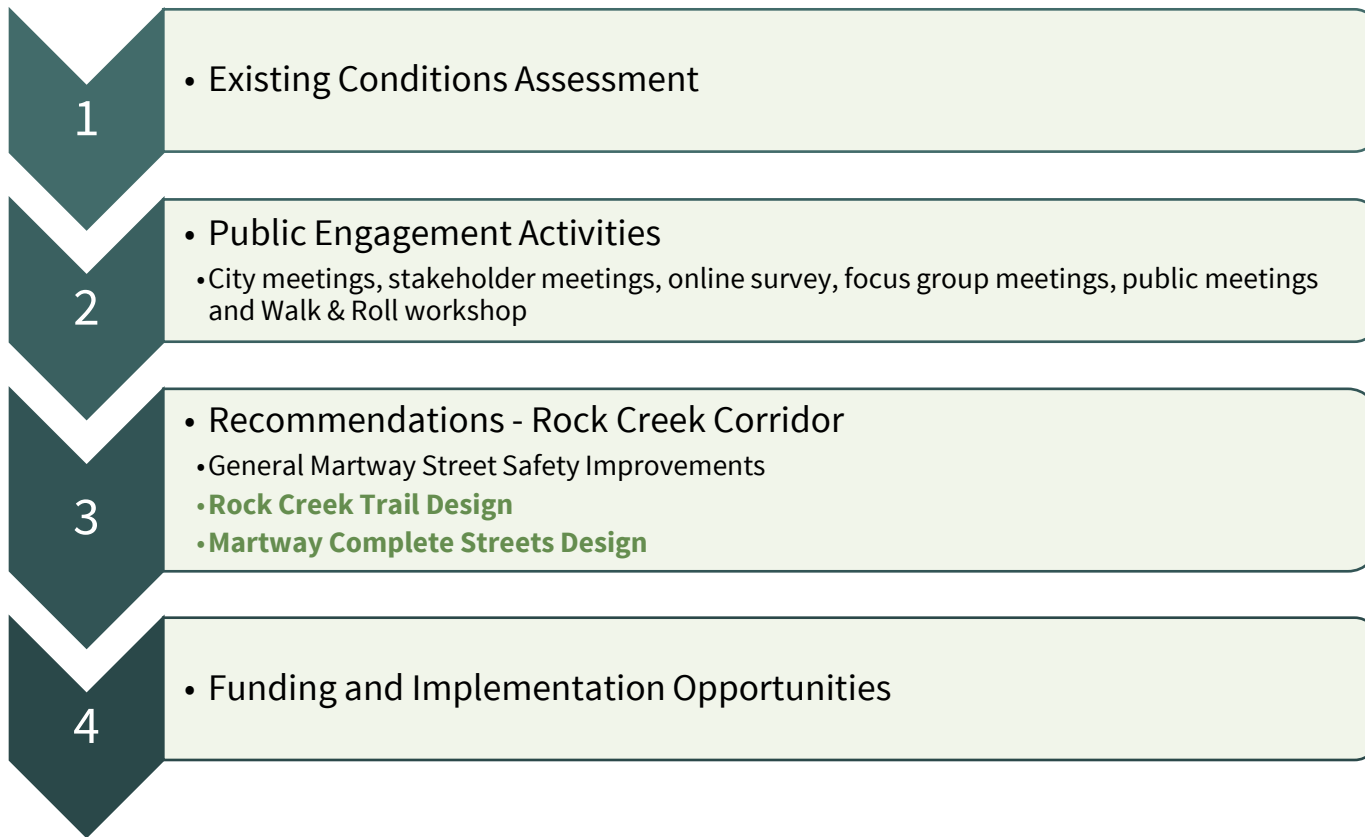 1
• Existing Conditions Assessment
2
• Public Engagement Activities
•City meetings, stakeholder meetings, online survey, focus group meetings, public meetings
and Walk & Roll workshop
3
• Recommendations - Rock Creek Corridor
•General Martway Street Safety Improvements
•Rock Creek Trail Design
•Martway Complete Streets Design
4
• Funding and Implementation Opportunities